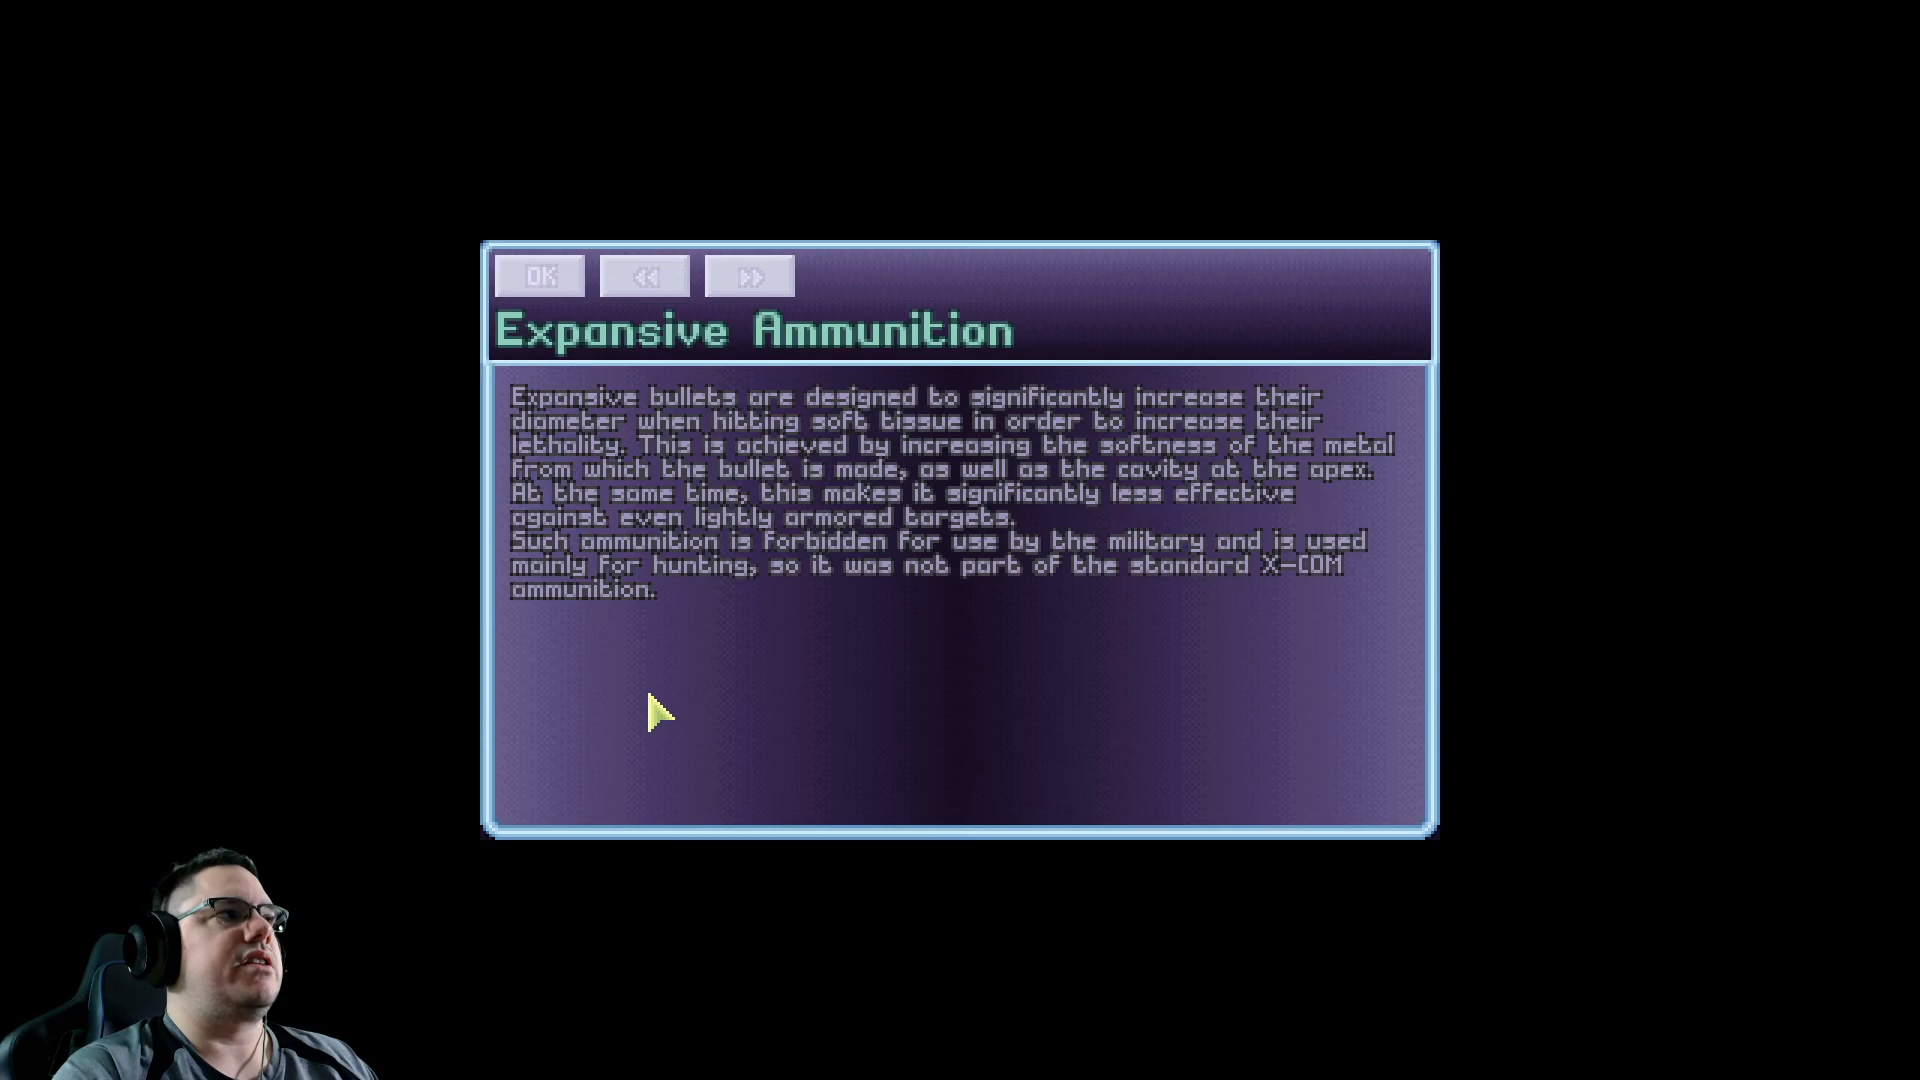 OK
Expansive Ammunition
Expansive bullets are designed to significantly increase their
diameter when hitting soft tissue in order to increase their
lethality. This is achieved by increasing the softness of the metal
from which the bullet is made, as well as the cavity at the apex.
At the same time, this makes it significantly less effective
against even lightly armored targets.
Such ammunition is forbidden for use by the military and is used
mainly for hunting, so it was not part of the standard X-COM
ammunition.